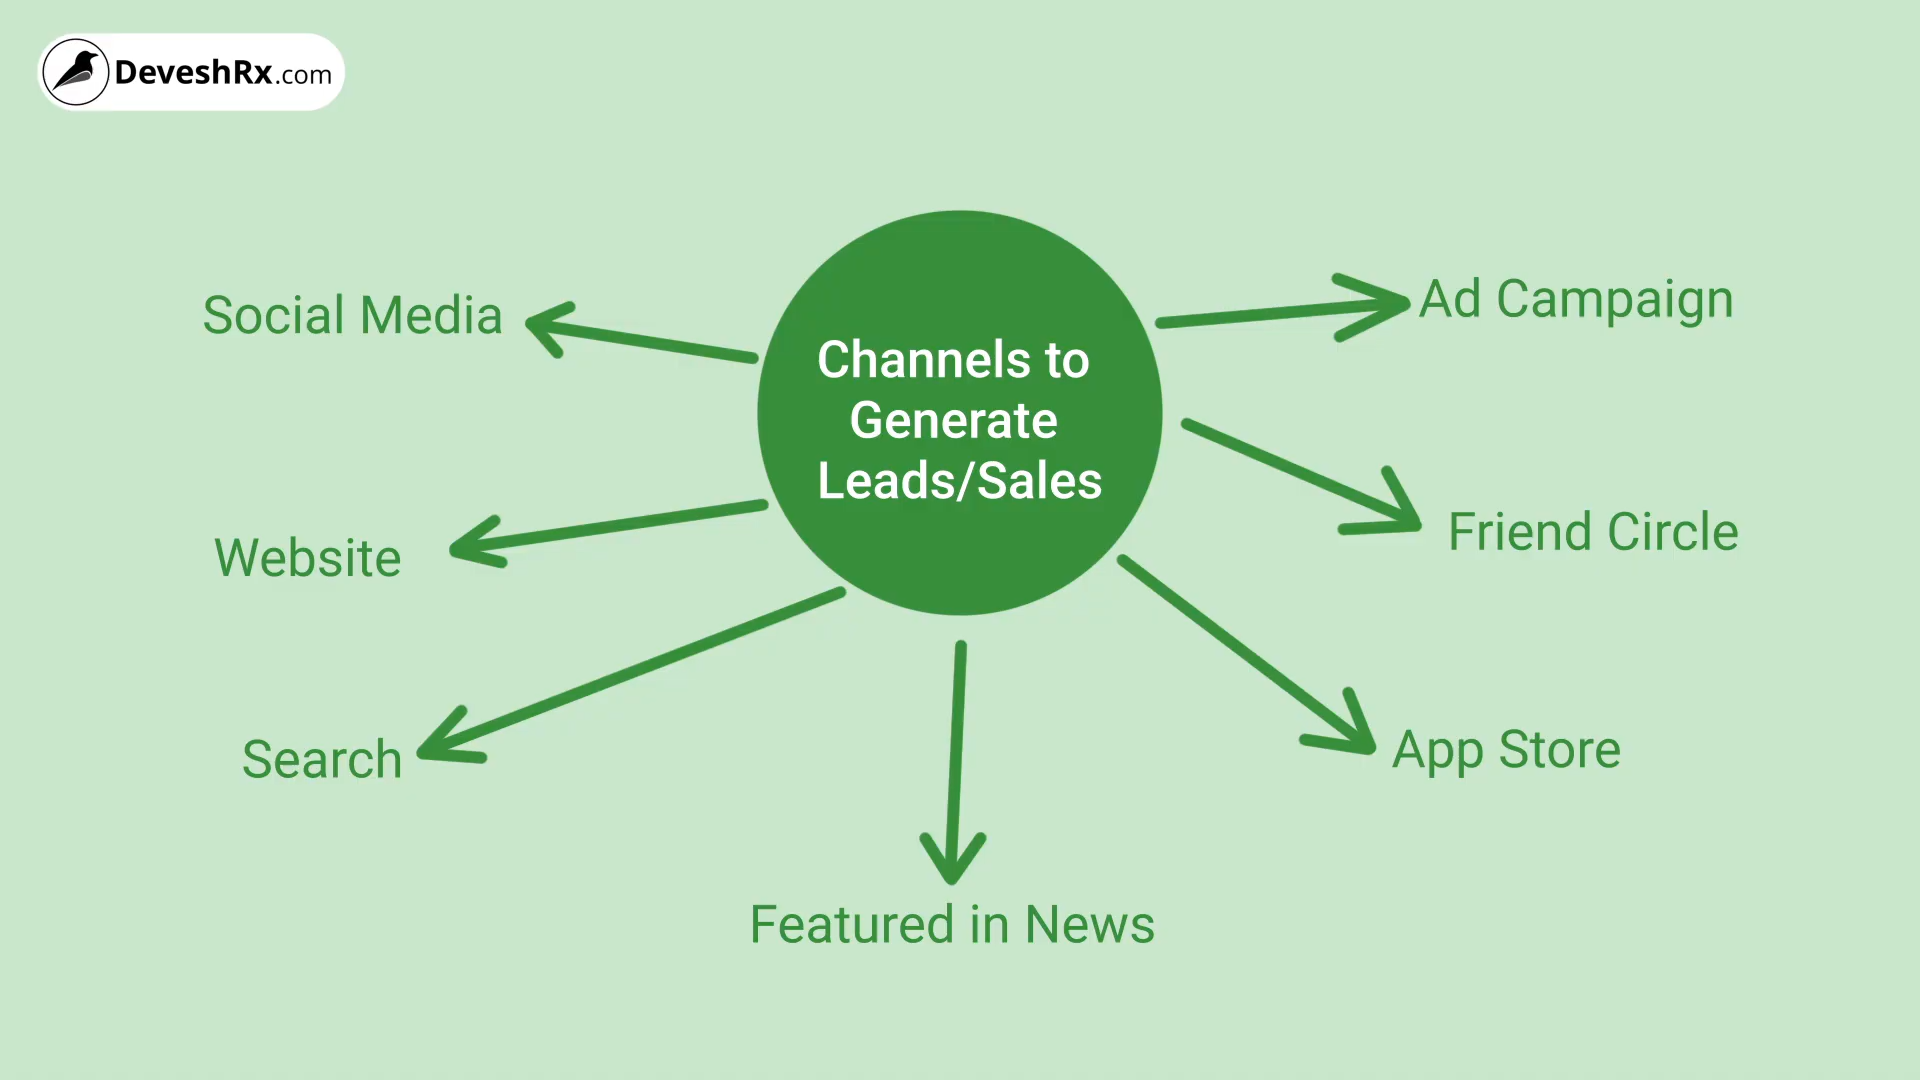 DeveshRx.com
Channels to
Generate
Leads/Sales
Social Media
Ad Campaign
Website
Friend Circle
Search
App Store
Featured in News